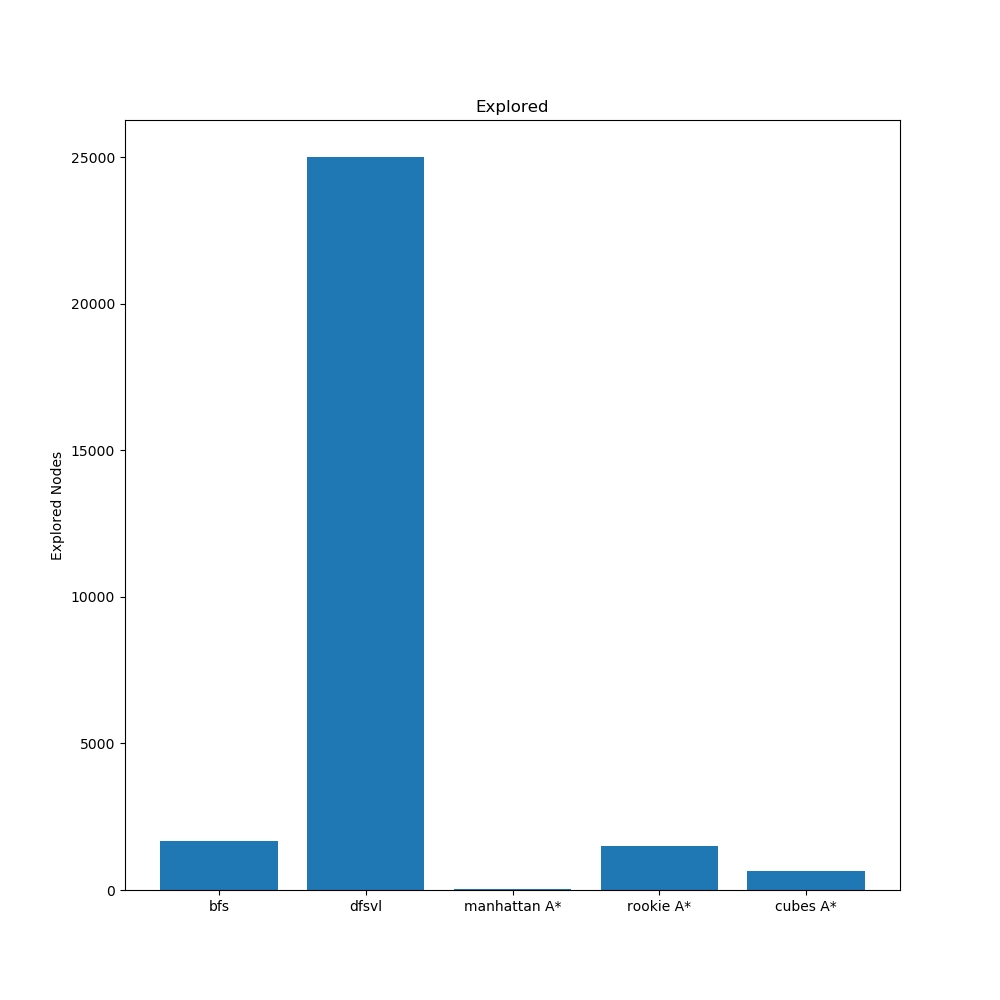 Explored
25000
20000
15000
10000
5000
0
Explored Nodes
bfs
dfsvl
manhattan A*
rookie A*
cubes A*